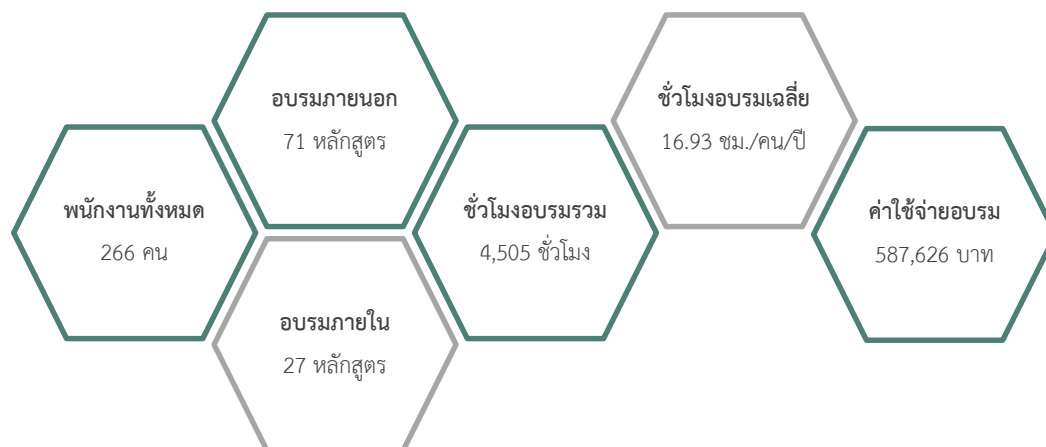 พนักงานทั้งหมด
266 คน
อบรมภายนอก
71 หลักสูตร
อบรมภายใน
27 หลักสูตร
ชั่วโมงอบรมรวม
4,505 ชั่วโมง
ชั่วโมงอบรมเฉลี่ย
16.93 ชม./คน/ปี
ค่าใช้จ่ายอบรม
587,626 บาท